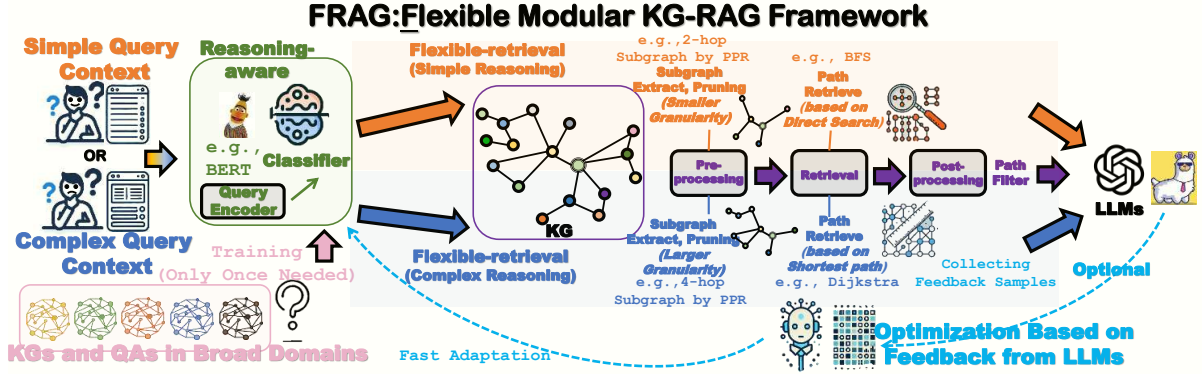 FRAG:Flexible Modular KG-RAG Framework
Simple Query
Context
? ?
OR
? ?
Complex Query
Context
Reasoning-
aware
e.g.,
BERT
Classifier
Query
Encoder
Training
(Only Once Needed)
?
KGs and QAs in Broad Domains
Flexible-retrieval
(Simple Reasoning)
KG
Flexible-retrieval
(Complex Reasoning)
e.g.,2-hop
Subgraph by PPR
Subgraph
Extract, Pruning
(Smaller
Granularity)
e.g., BFS
Path
Retrieve
(based on
Direct Search)
Pre-
processing
Retrieval
Post-
processing
Path
Filter
LLMs
Subgraph
Extract, Pruning
(Larger
Granularity)
e.g.,4-hop
Subgraph by PPR
Path
Retrieve
(based on
Shortest path)
e.g., Dijkstra
Collecting
Feedback Samples
Optional
Fast Adaptation
Optimization Based on
Feedback from LLMs